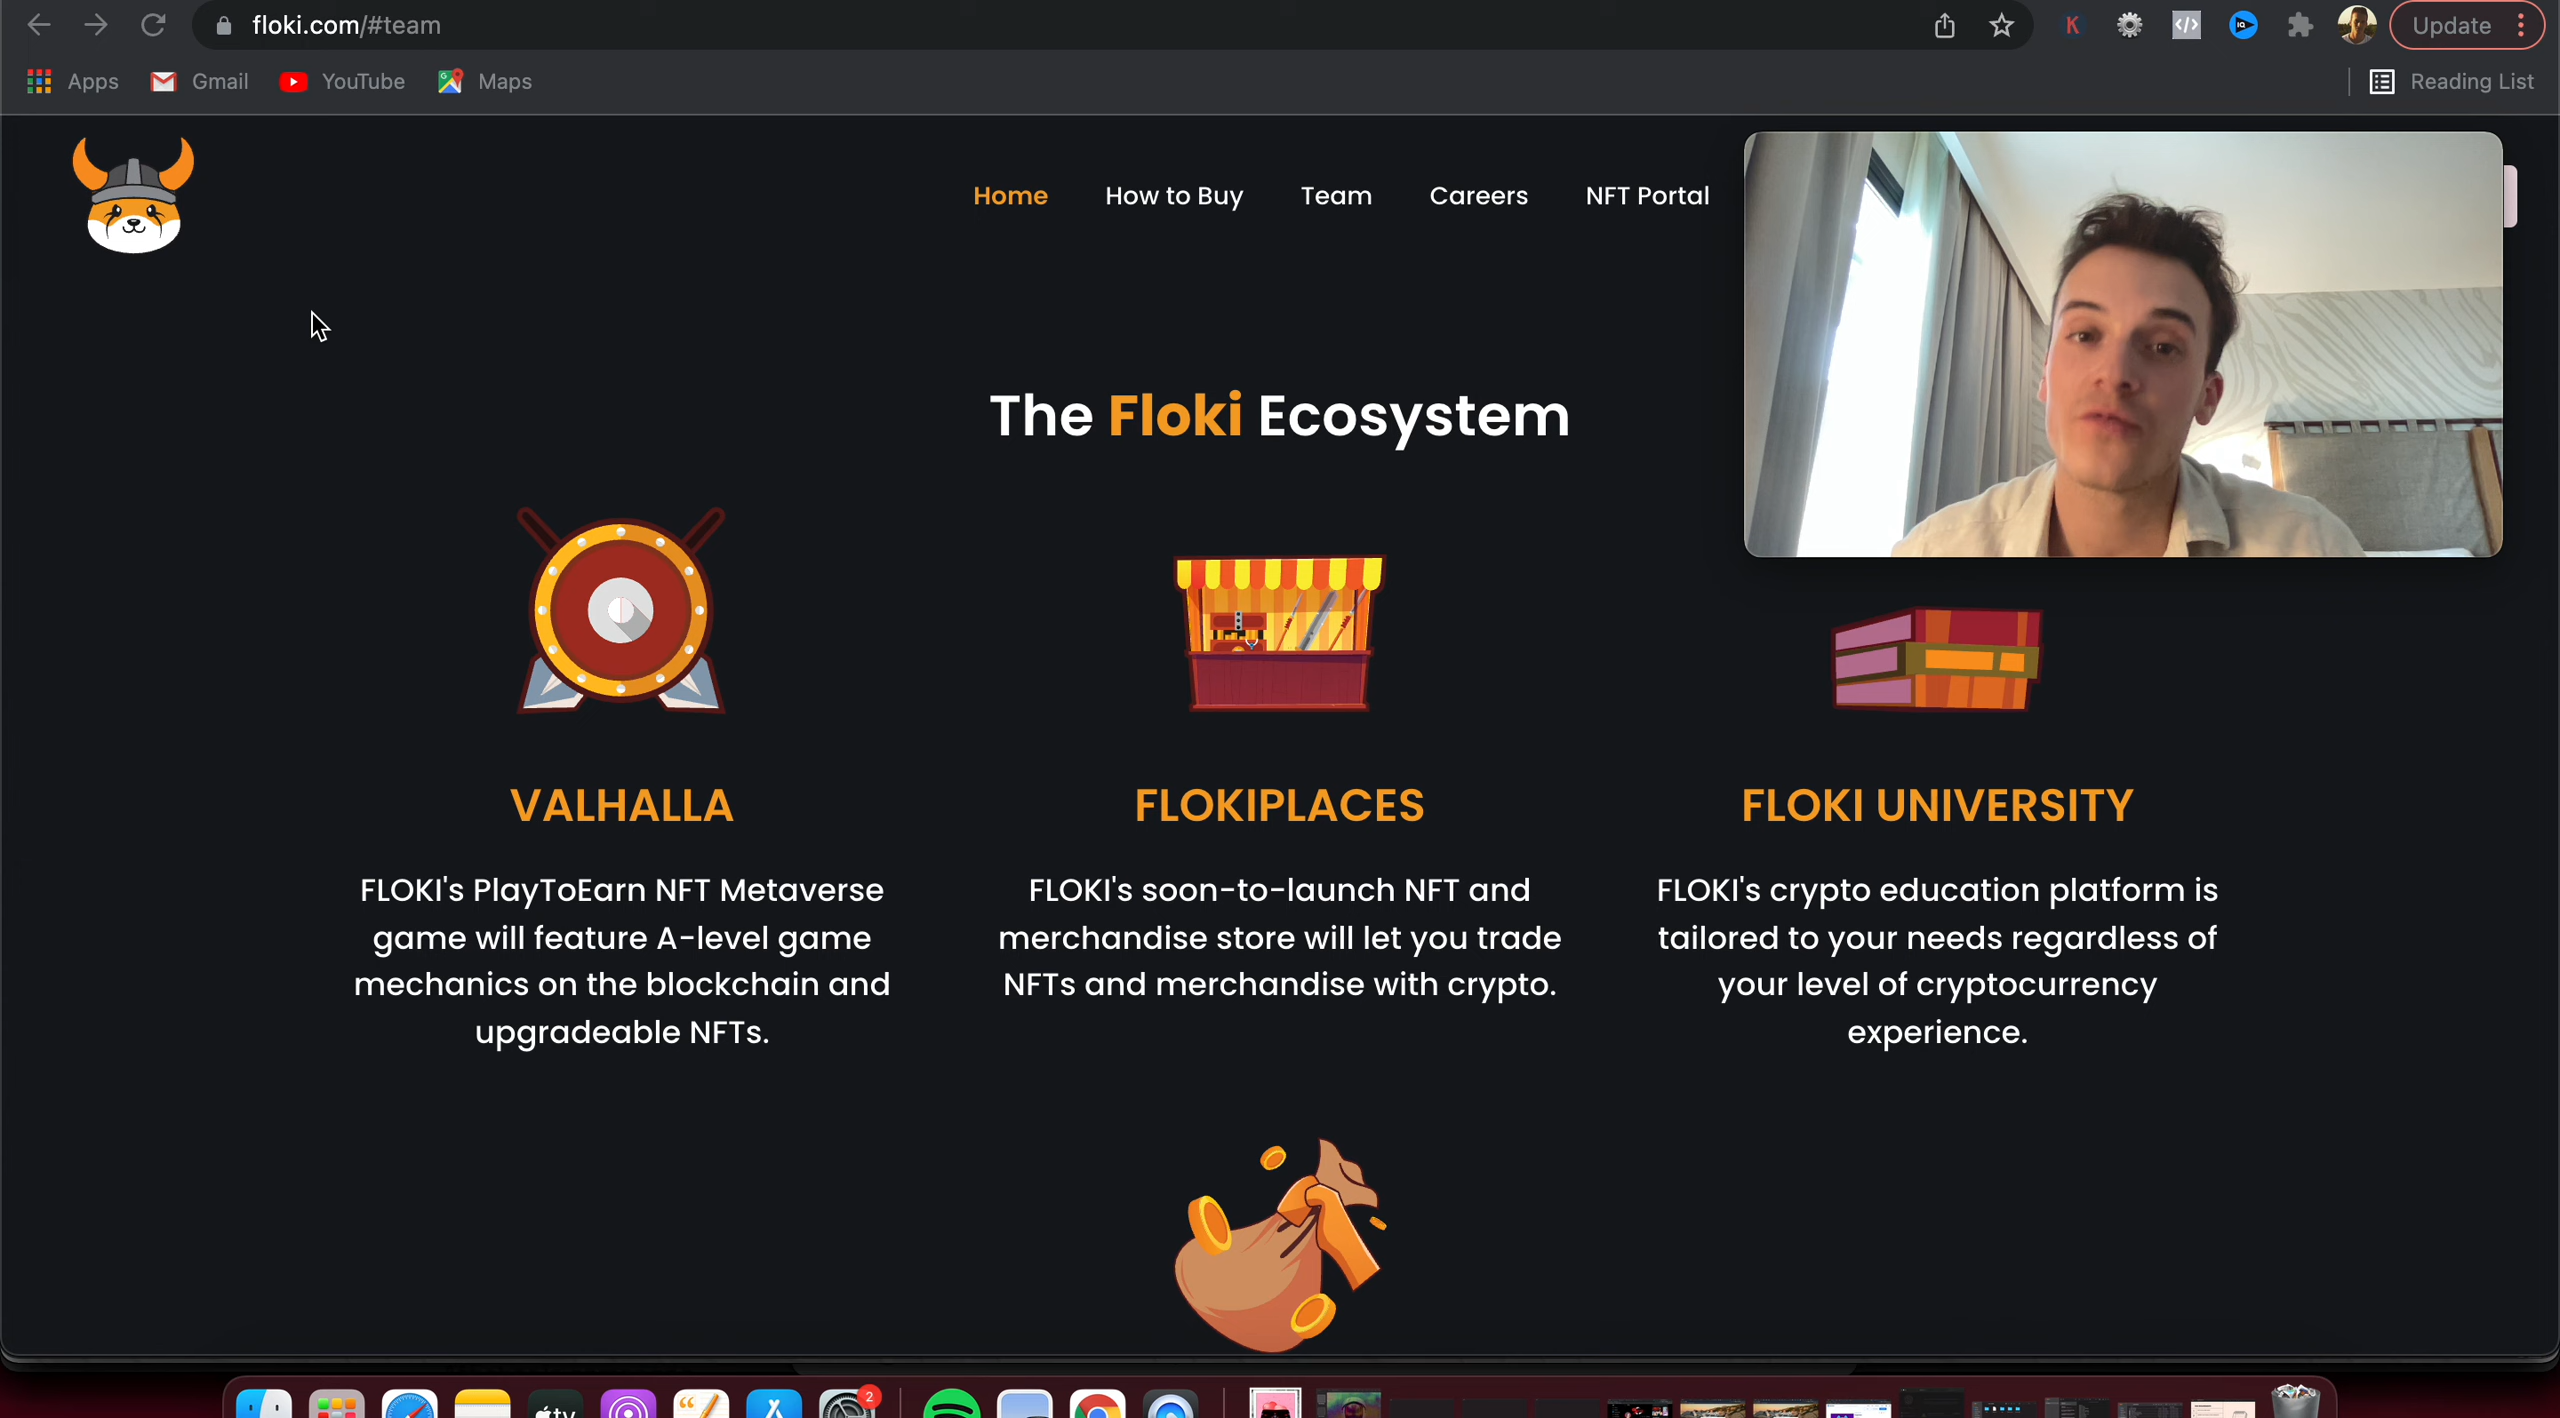 floki.com/#team
Update
Apps
Gmail
YouTube
Maps
Reading List
Home
How to Buy
Team
Careers
NFT Portal
The Floki Ecosystem
VALHALLA
FLOKI's PlayToEarn NFT Metaverse
game will feature A-level game
mechanics on the blockchain and
upgradeable NFTs.
FLOKIPLACES
FLOKI's soon-to-launch NFT and
merchandise store will let you trade
NFTs and merchandise with crypto.
FLOKI UNIVERSITY
FLOKI's crypto education platform is
tailored to your needs regardless of
your level of cryptocurrency
experience.
2
tv